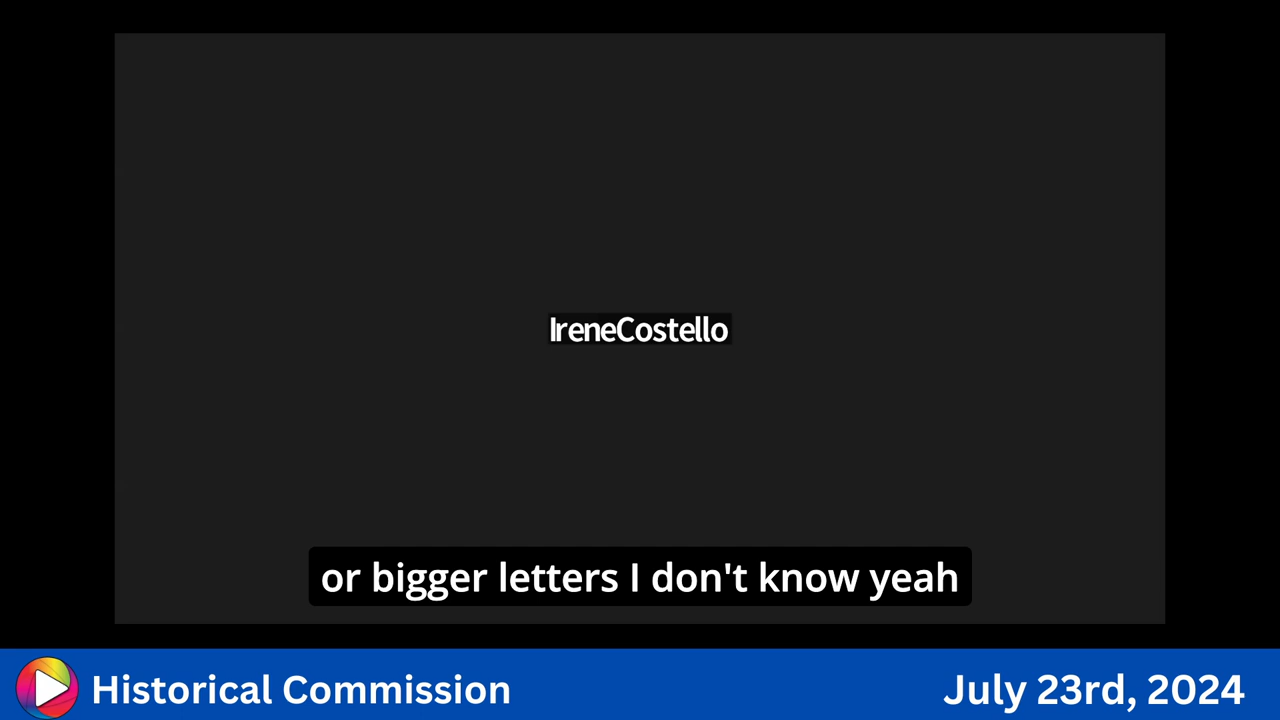 IreneCostello
or bigger letters I don't know yeah
Historical Commission
July 23rd, 2024